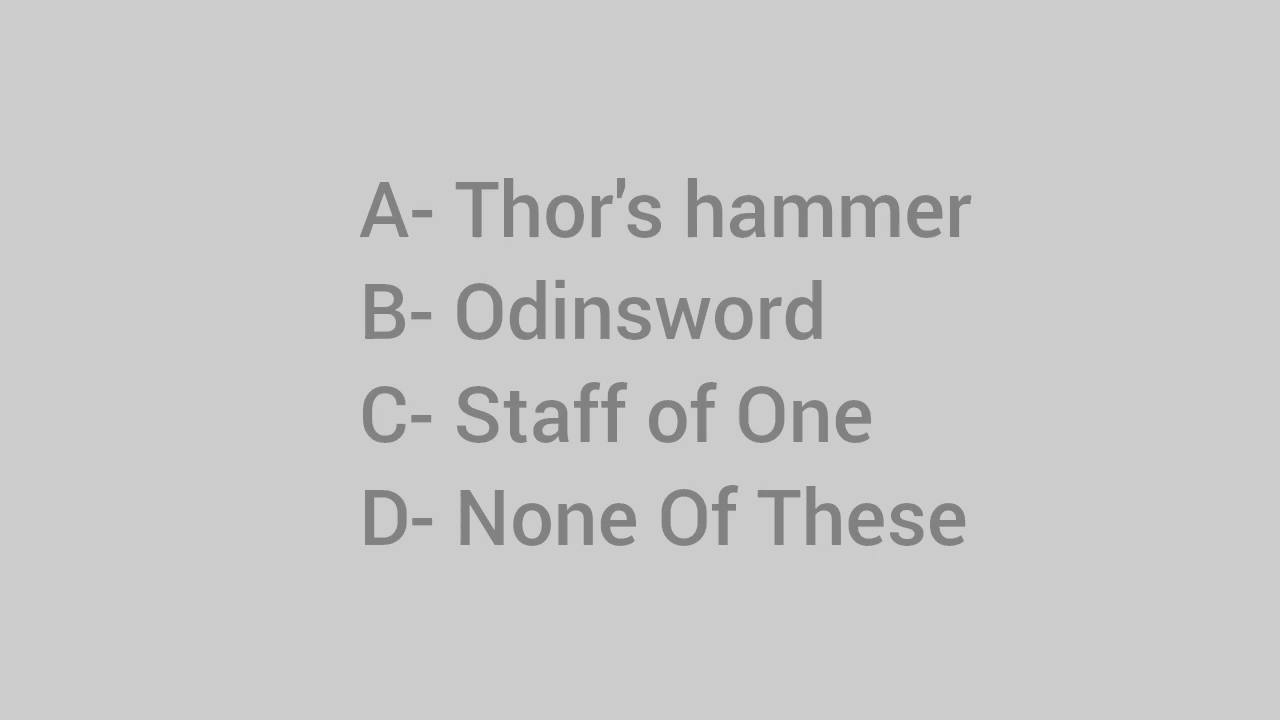 A- Thor's hammer
B- Odinsword
C- Staff of One
D- None Of These